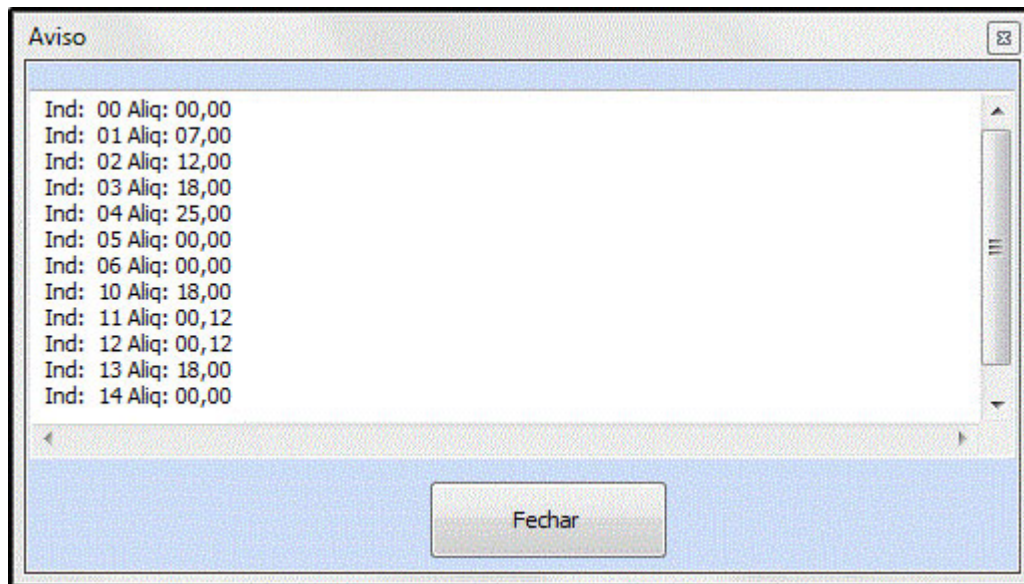 Aviso
Ind:  00 Aliq: 00,00
Ind:  01 Aliq: 07,00
Ind:  02 Aliq: 12,00
Ind:  03 Aliq: 18,00
Ind:  04 Aliq: 25,00
Ind:  05 Aliq: 00,00
Ind:  06 Aliq: 00,00
Ind:  10 Aliq: 18,00
Ind:  11 Aliq: 00,12
Ind:  12 Aliq: 00,12
Ind:  13 Aliq: 18,00
Ind:  14 Aliq: 00,00
Fechar